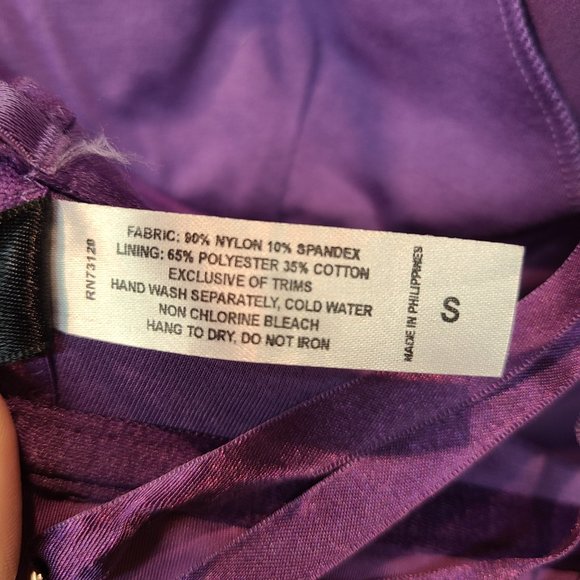 RN73129
FABRIC: 90% NYLON 10% SPANDEX
LINING: 65% POLYESTER 35% COTTON
EXCLUSIVE OF TRIMS
HAND WASH SEPARATELY, COLD WATER
NON CHLORINE BLEACH
HANG TO DRY, DO NOT IRON
MADE IN PHILIPPINES
S